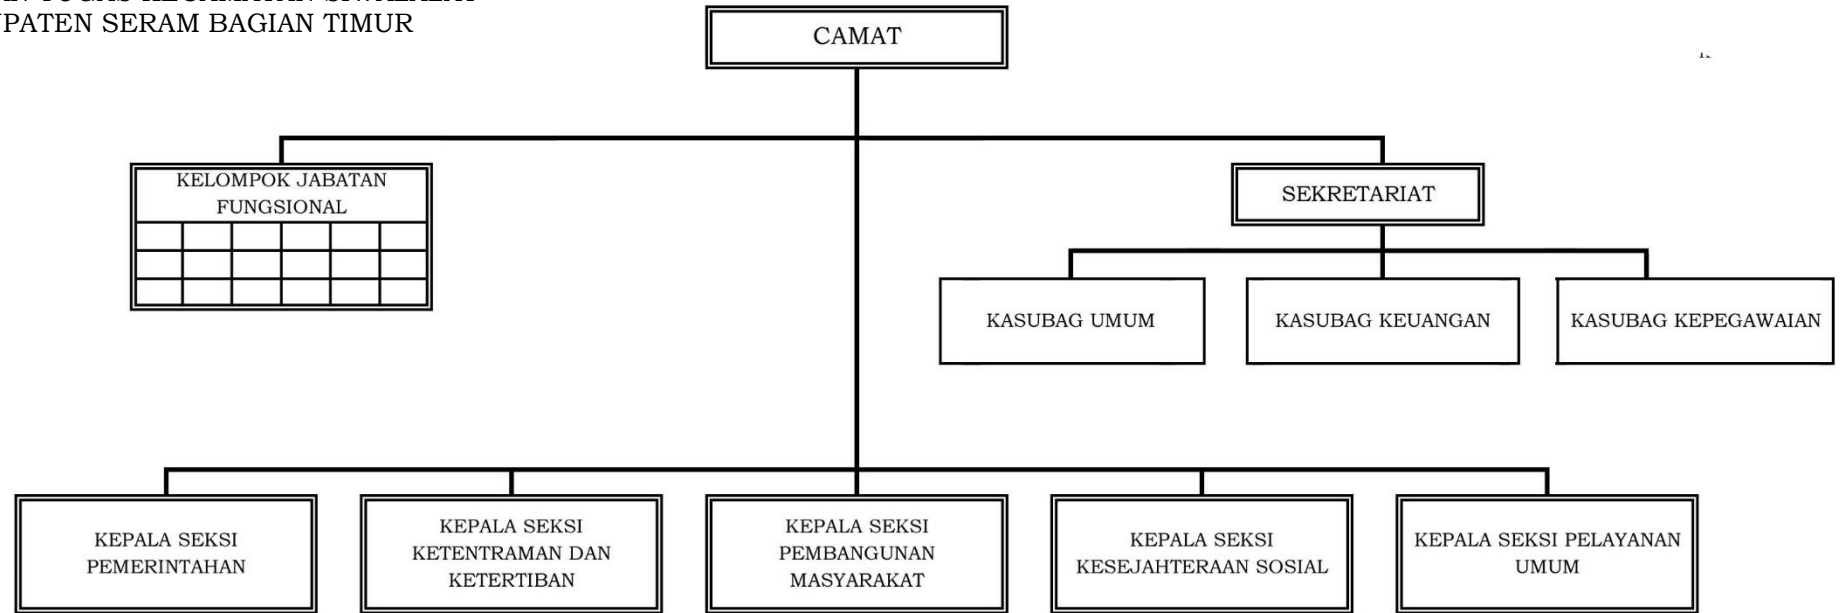 PATEN SERAM BAGIAN TIMUR
CAMAT
KELOMPOK JABATAN
FUNGSIONAL
SEKRETARIAT
KASUBAG UMUM
KASUBAG KEUANGAN
KASUBAG KEPEGAWAIAN
KEPALA SEKSI
PEMERINTAHAN
KEPALA SEKSI
KETENTRAMAN DAN
KETERTIBAN
KEPALA SEKSI
PEMBANGUNAN
MASYARAKAT
KEPALA SEKSI
KESEJAHTERAAN SOSIAL
KEPALA SEKSI PELAYANAN
UMUM